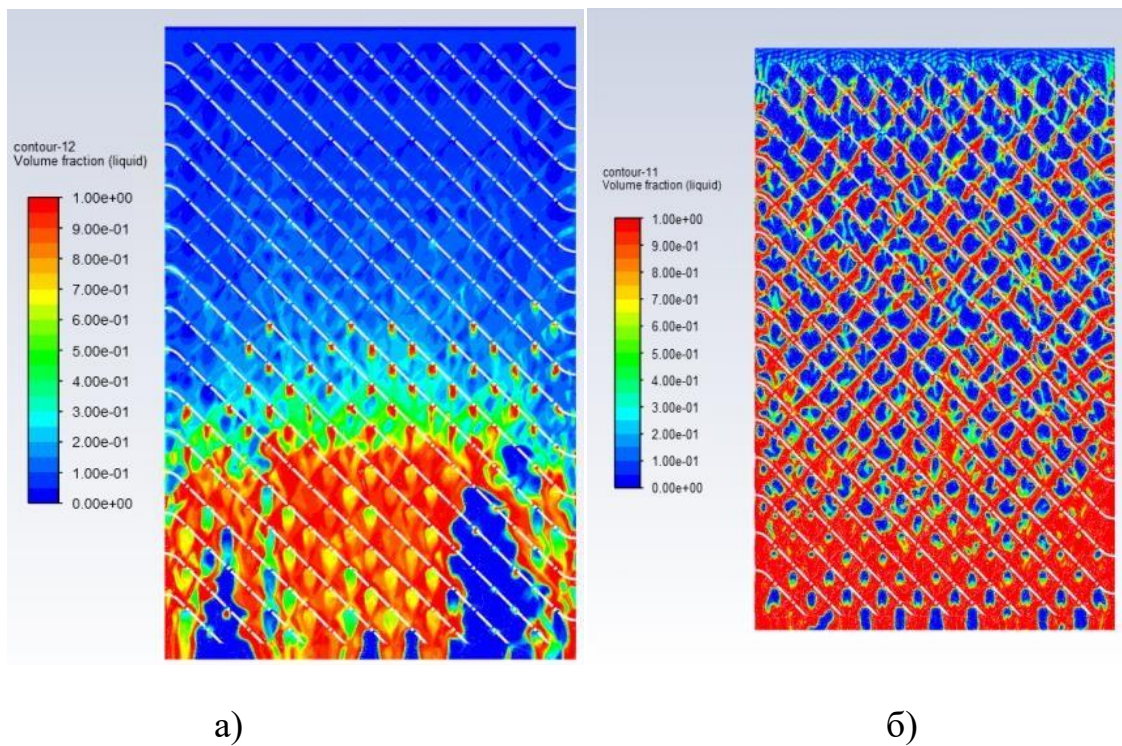 contour-12
Volume fraction (liquid)
1.00e+00
9.00e-01
8.00e-01
7.00e-01
6.00e-01
5.00e-01
4.00e-01
3.00e-01
2.00e-01
1.00e-01
0.00e+00
contour-11
Volume fraction (liquid)
1.00e+00
9.00e-01
8.00e-01
7.00e-01
6.00e-01
5.00e-01
4.00e-01
3.00e-01
2.00e-01
1.00e-01
0.00e+00
а)
б)